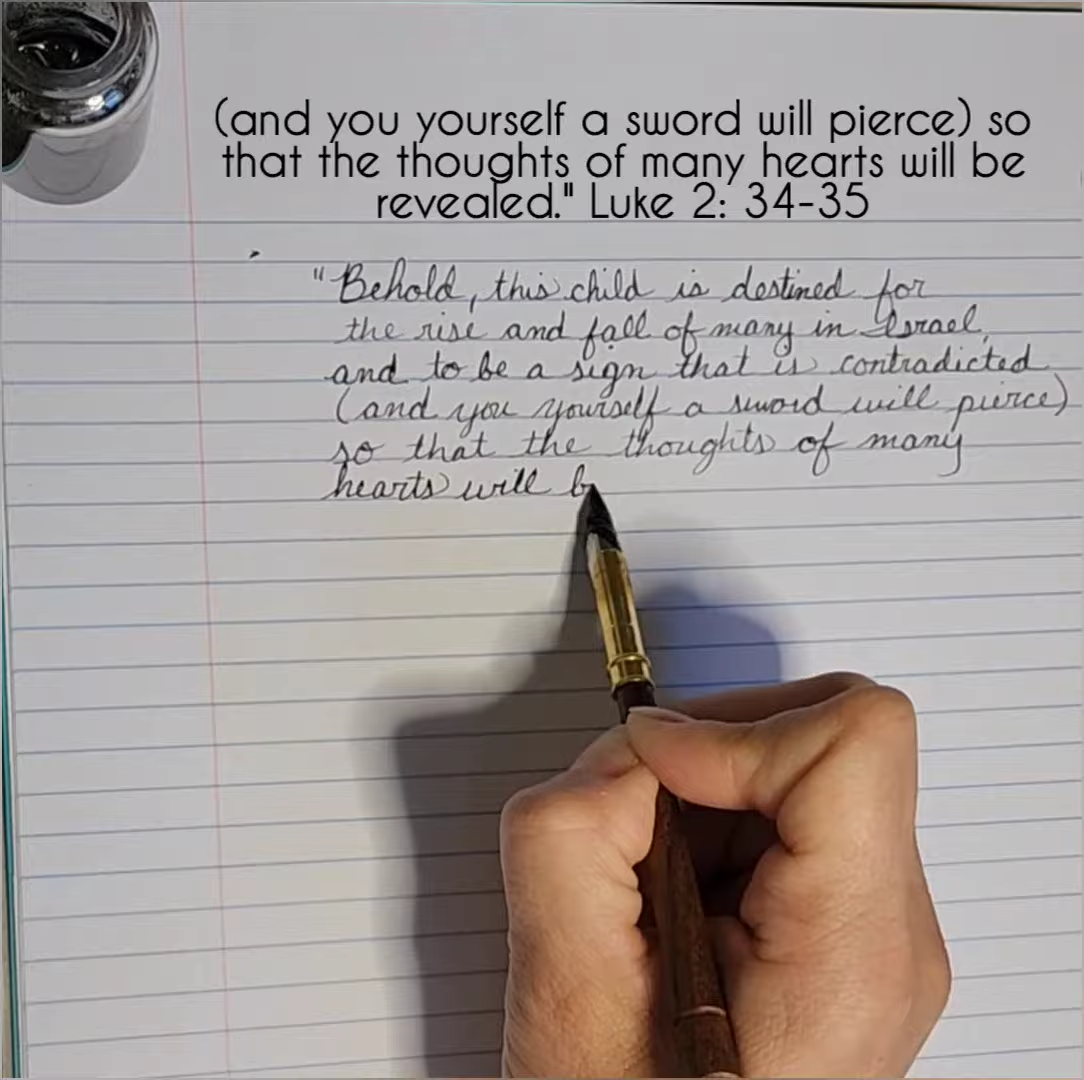 (and you yourself a sword will pierce) so
that the thoughts of many hearts will be
revealed." Luke 2: 34-35
"Behold, this child is destined for
the rise and fall of many in Israel,
and to be a sign that is contradicted
(and you yourself a sword will pierce)
so that the thoughts of many
hearts will b